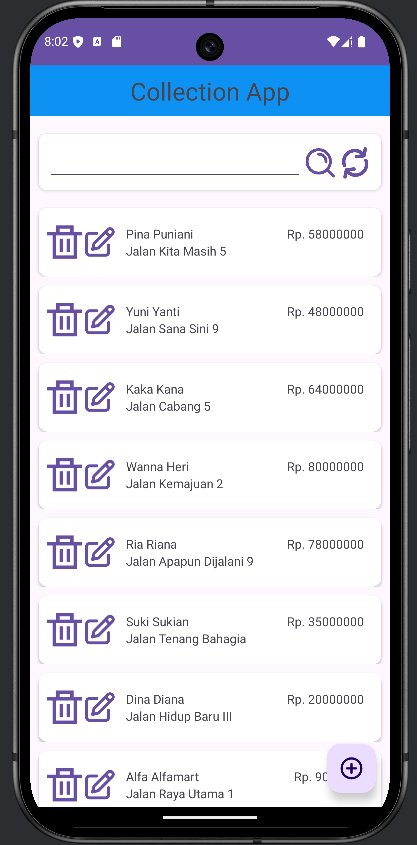 8:02
Collection App
Pina Puniani Rp. 58000000
Jalan Kita Masih 5
Yuni Yanti Rp. 48000000
Jalan Sana Sini 9
Kaka Kana Rp. 64000000
Jalan Cabang 5
Wanna Heri Rp. 80000000
Jalan Kemajuan 2
Ria Riana Rp. 78000000
Jalan Apapun Dijalani 9
Suki Sukian Rp. 35000000
Jalan Tenang Bahagia
Dina Diana Rp. 20000000
Jalan Hidup Baru III
Alfa Alfamart Rp.
Jalan Raya Utama 1